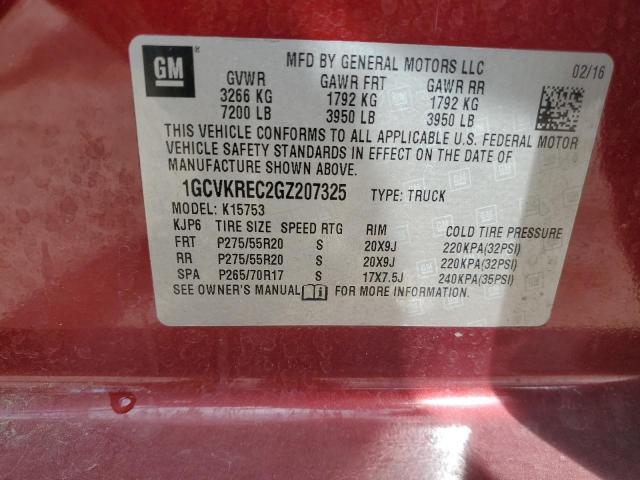 GM ®
MFD BY GENERAL MOTORS LLC
02/16
GVWR GAWR FRT GAWR RR
3266 KG 1792 KG 1792 KG
7200 LB 3950 LB 3950 LB
THIS VEHICLE CONFORMS TO ALL APPLICABLE U.S. FEDERAL MOTOR
VEHICLE SAFETY STANDARDS IN EFFECT ON THE DATE OF
MANUFACTURE SHOWN ABOVE.
1GCVKREC2GZ207325 TYPE: TRUCK
MODEL: K15753
KJP6 TIRE SIZE SPEED RTG RIM COLD TIRE PRESSURE
FRT P275/55R20 S 20X9J 220KPA(32PSI)
RR P275/55R20 S 20X9J 220KPA(32PSI)
SPA P265/70R17 S 17X7.5J 240KPA(35PSI)
SEE OWNER'S MANUAL FOR MORE INFORMATION.